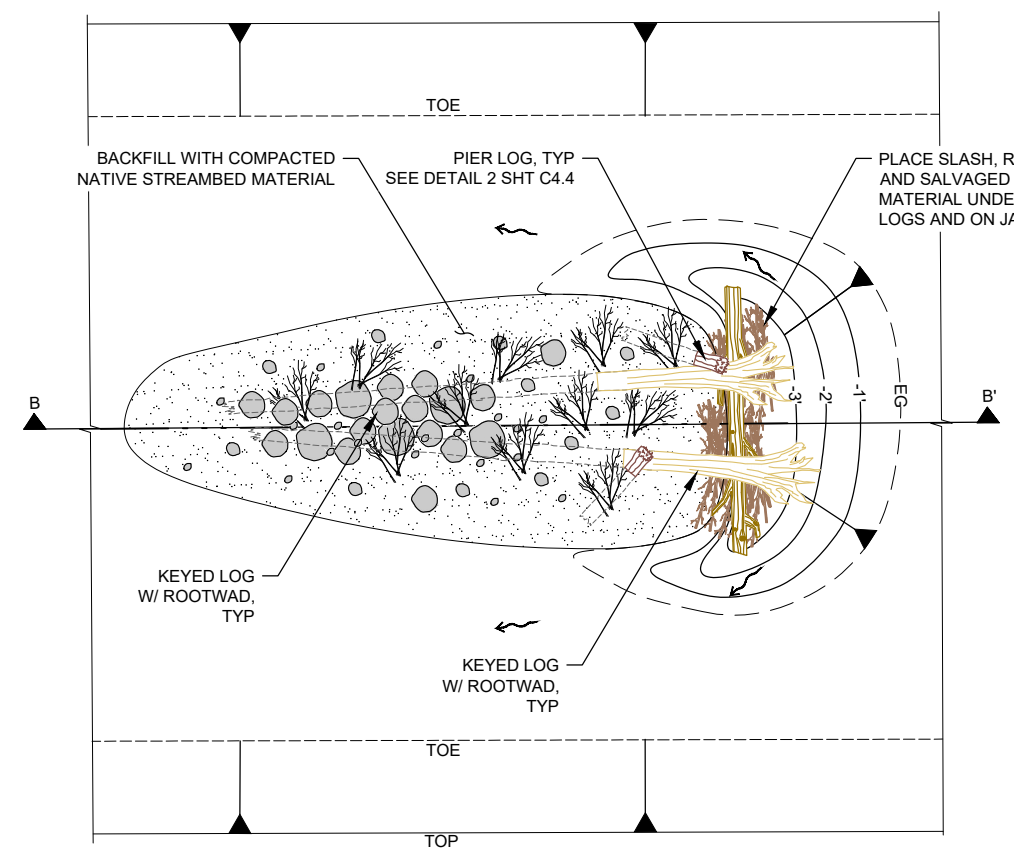 TOE
BACKFILL WITH COMPACTED
NATIVE STREAMBED MATERIAL
PIER LOG, TYP
SEE DETAIL 2 SHT C4.4
PLACE SLASH, R
AND SALVAGED
MATERIAL UNDE
LOGS AND ON JA
B
-3'
-2'
-1'
EG
B'
KEYED LOG
W/ ROOTWAD,
TYP
KEYED LOG
W/ ROOTWAD,
TYP
TOE
TOP